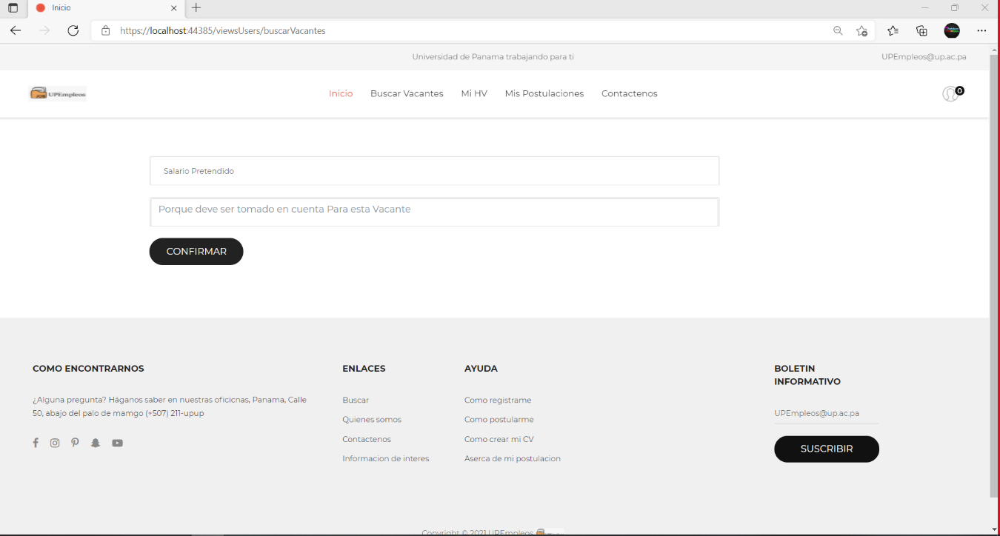 Inicio
https://localhost:44385/viewsUsers/buscarVacantes
Universidad de Panama trabajando para ti
UPEmpleos@up.ac.pa
UPEmpleos
Inicio
Buscar Vacantes
Mi HV
Mis Postulaciones
Contactenos
0
Salario Pretendido
Porque deve ser tomado en cuenta Para esta Vacante
CONFIRMAR
COMO ENCONTRARNOS
¿Alguna pregunta? Háganos saber en nuestras oficicnas, Panama, Calle
50, abajo del palo de mamgo (+507) 211-upup
ENLACES
Buscar
Quienes somos
Contactenos
Informacion de interes
AYUDA
Como registrame
Como postularme
Como crear mi CV
Aserca de mi postulacion
BOLETIN
INFORMATIVO
UPEmpleos@up.ac.pa
SUSCRIBIR
Copyright © 2021 UPEmpleos